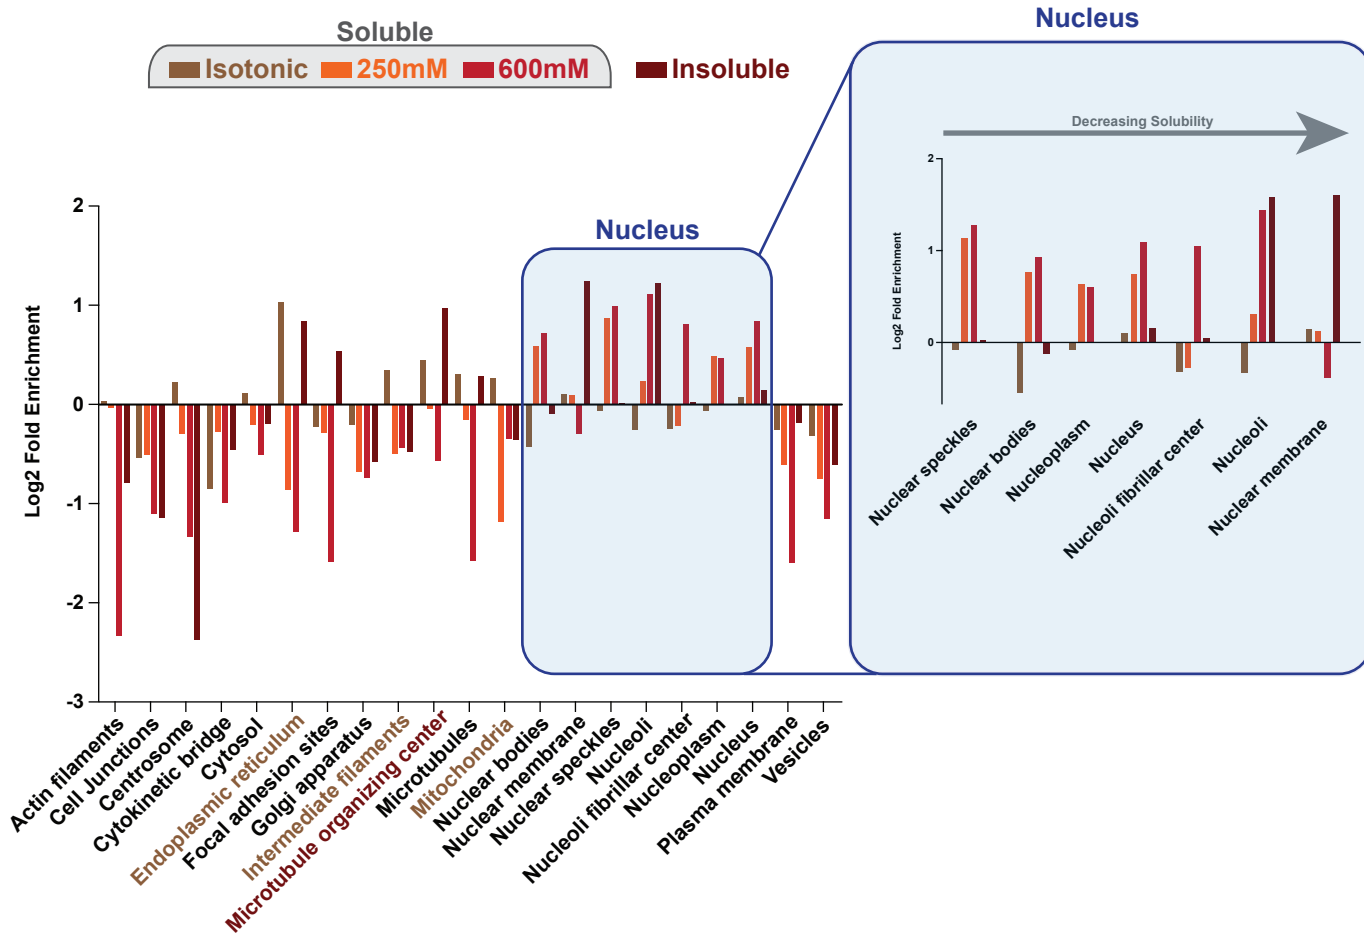 Soluble
Isotonic 250mM 600mM Insoluble
Log2 Fold Enrichment
2
1
0
-1
-2
-3
Nucleus
Actin filaments
Cell Junctions
Centrosome
Cytokinetic bridge
Cytosol
Endoplasmic reticulum
Focal adhesion sites
Golgi apparatus
Intermediate filaments
Microtubule organizing center
Microtubules
Mitochondria
Nuclear bodies
Nuclear membrane
Nuclear speckles
Nucleoli
Nucleoli fibrillar center
Nucleoplasm
Nucleus
Plasma membrane
Vesicles
Nucleus
Decreasing Solubility
Log2 Fold Enrichment
2
1
0
Nuclear speckles
Nuclear bodies
Nucleoplasm
Nucleus
Nucleoli fibrillar center
Nucleoli
Nuclear membrane